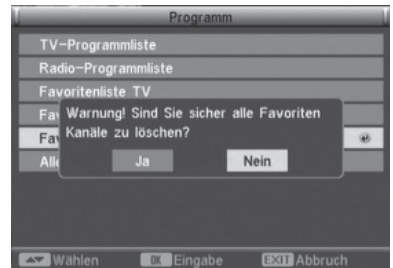 Programm
TV-Programmliste
Radio-Programmliste
Favoritenliste TV
Warnung! Sind Sie sicher alle Favoriten
Kanäle zu löschen?
Ja Nein
Wählen OK Eingabe EXIT Abbruch